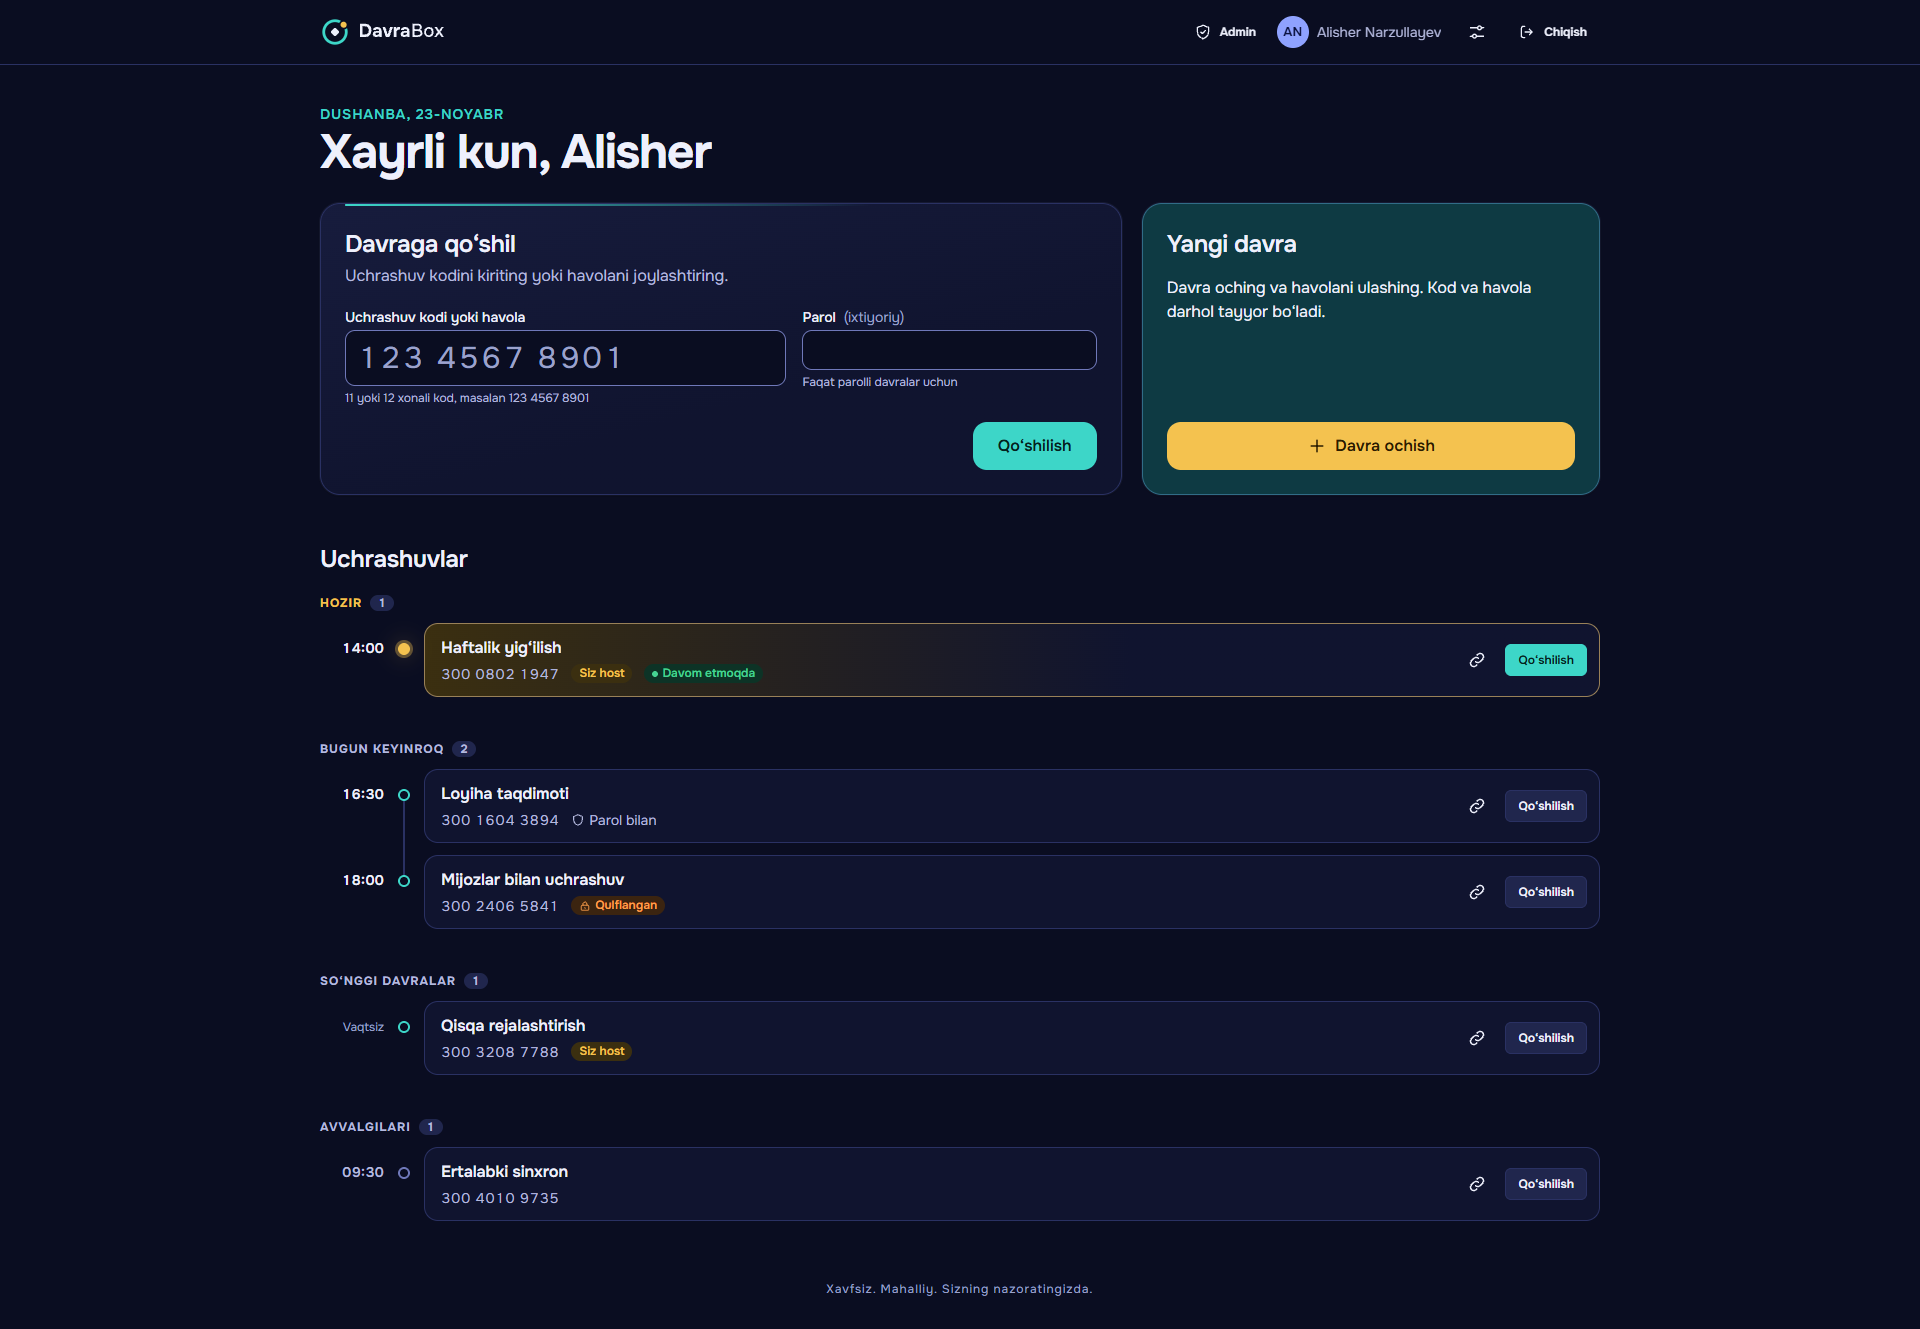 DavraBox
Admin
AN
Alisher Narzullayev
Chiqish
DUSHANBA, 23-NOYABR
Xayrli kun, Alisher
Davraga qo‘shil
Uchrashuv kodini kiriting yoki havolani joylashtiring.
Uchrashuv kodi yoki havola
123 4567 8901
11 yoki 12 xonali kod, masalan 123 4567 8901
Parol (ixtiyoriy)
Faqat parolli davralar uchun
Qo‘shilish
Yangi davra
Davra oching va havolani ulashing. Kod va havola
darhol tayyor bo‘ladi.
Davra ochish
Uchrashuvlar
HOZIR 1
14:00
Haftalik yig‘ilish
300 0802 1947 Siz host Davom etmoqda
Qo‘shilish
BUGUN KEYINROQ 2
16:30
Loyiha taqdimoti
300 1604 3894 Parol bilan
Qo‘shilish
18:00
Mijozlar bilan uchrashuv
300 2406 5841 Qulflangan
Qo‘shilish
SO‘NGGI DAVRALAR 1
Vaqtsiz
Qisqa rejalashtirish
300 3208 7788 Siz host
Qo‘shilish
AVVALGILARI 1
09:30
Ertalabki sinxron
300 4010 9735
Qo‘shilish
Xavfsiz. Mahalliy. Sizning nazoratingizda.